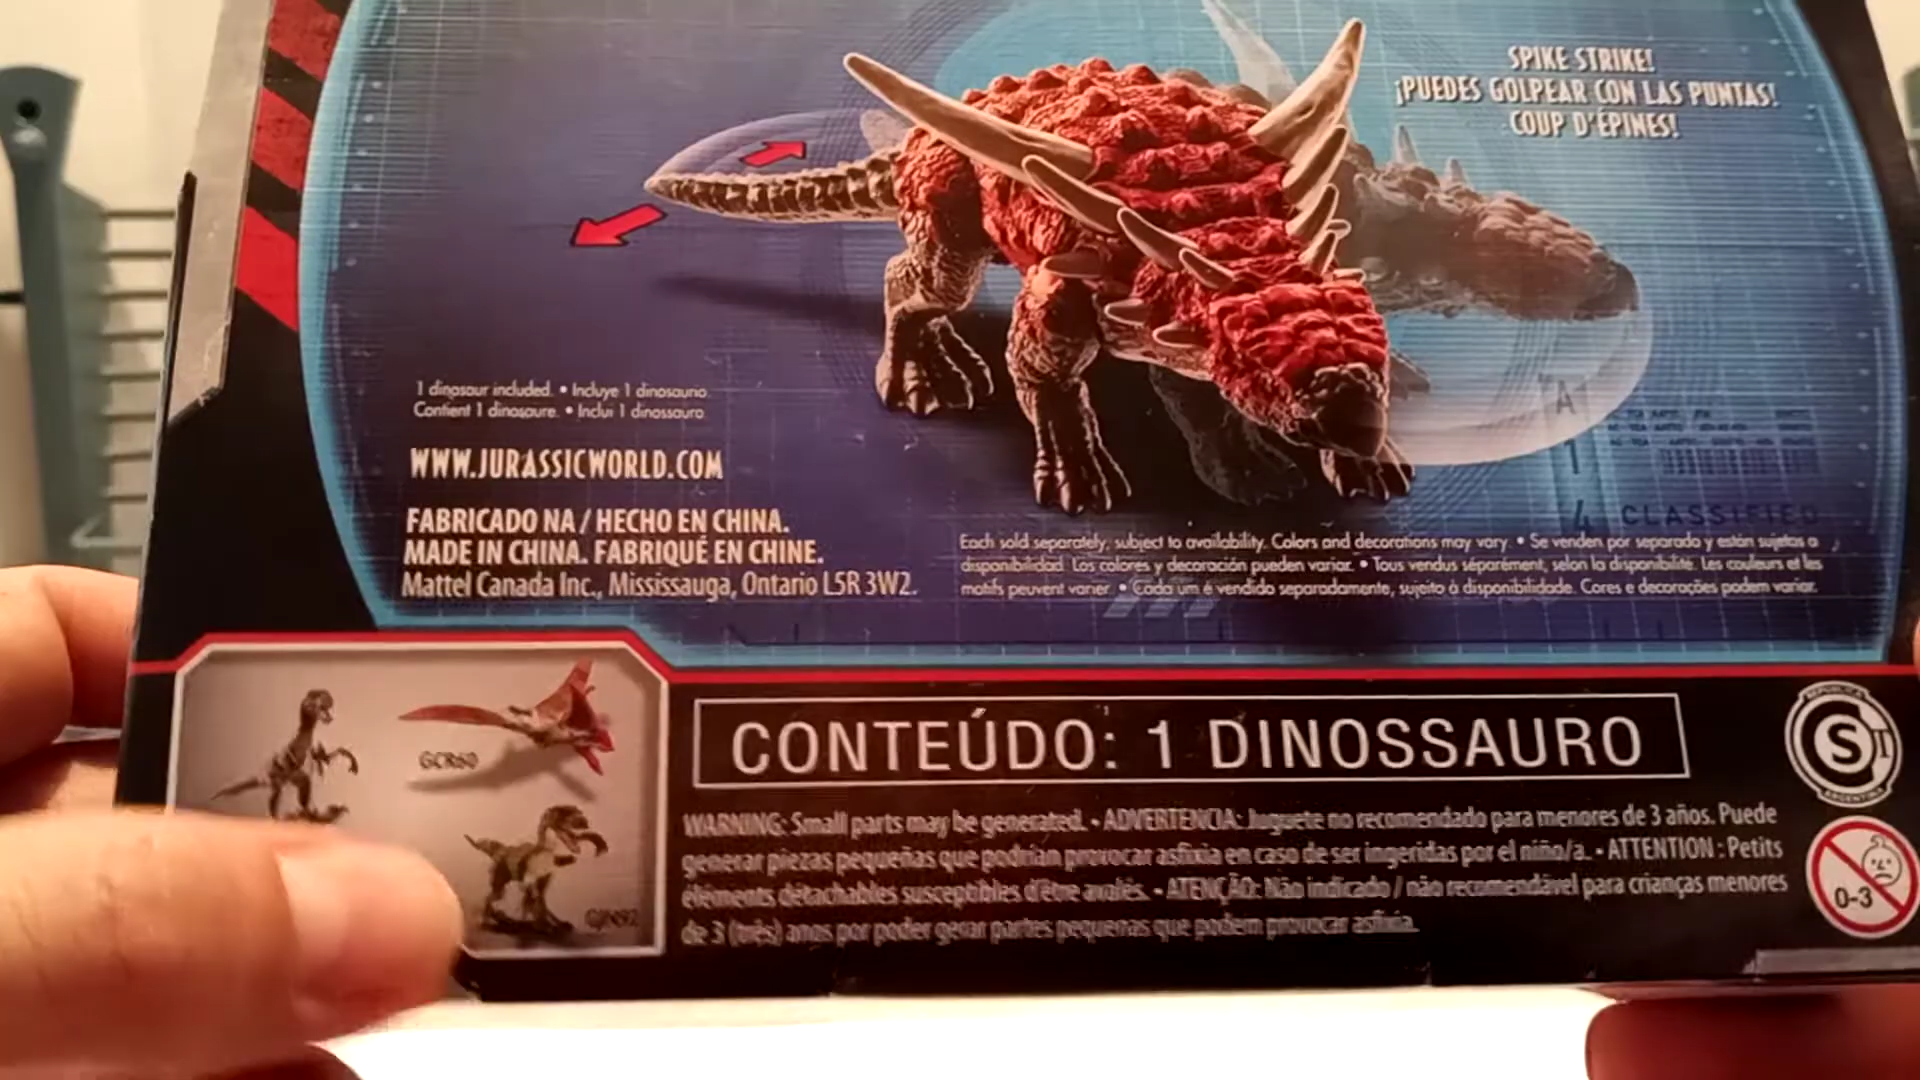 SPIKE STRIKE!
¡PUEDES GOLPEAR CON LAS PUNTAS!
COUP D'ÉPINES!
1 dinosaur included. • Incluye 1 dinosaurio.
Contient 1 dinosaure. • Inclui 1 dinossauro.
WWW.JURASSICWORLD.COM
FABRICADO NA / HECHO EN CHINA.
MADE IN CHINA. FABRIQUÉ EN CHINE.
Mattel Canada Inc., Mississauga, Ontario L5R 3W2.
CLASSIFIED
Each sold separately, subject to availability. Colors and decorations may vary. • Se venden por separado y están sujetos a
disponibilidad. Los colores y decoración pueden variar. • Tous vendus séparément, selon la disponibilité. Les couleurs et les
motifs peuvent varier. • Cada um é vendido separadamente, sujeito à disponibilidade. Cores e decorações podem variar.
GCR60
GJN92
CONTEÚDO: 1 DINOSSAURO
WARNING: Small parts may be generated. • ADVERTENCIA: Juguete no recomendado para menores de 3 años. Puede
generar piezas pequeñas que podrían provocar asfixia en caso de ser ingeridas por el niño/a. • ATTENTION : Petits
éléments détachables susceptibles d'être avalés. • ATENÇÃO: Não indicado / não recomendável para crianças menores
de 3 (três) anos por poder gerar partes pequenas que podem provocar asfixia.
S
ARGENTINA
0-3